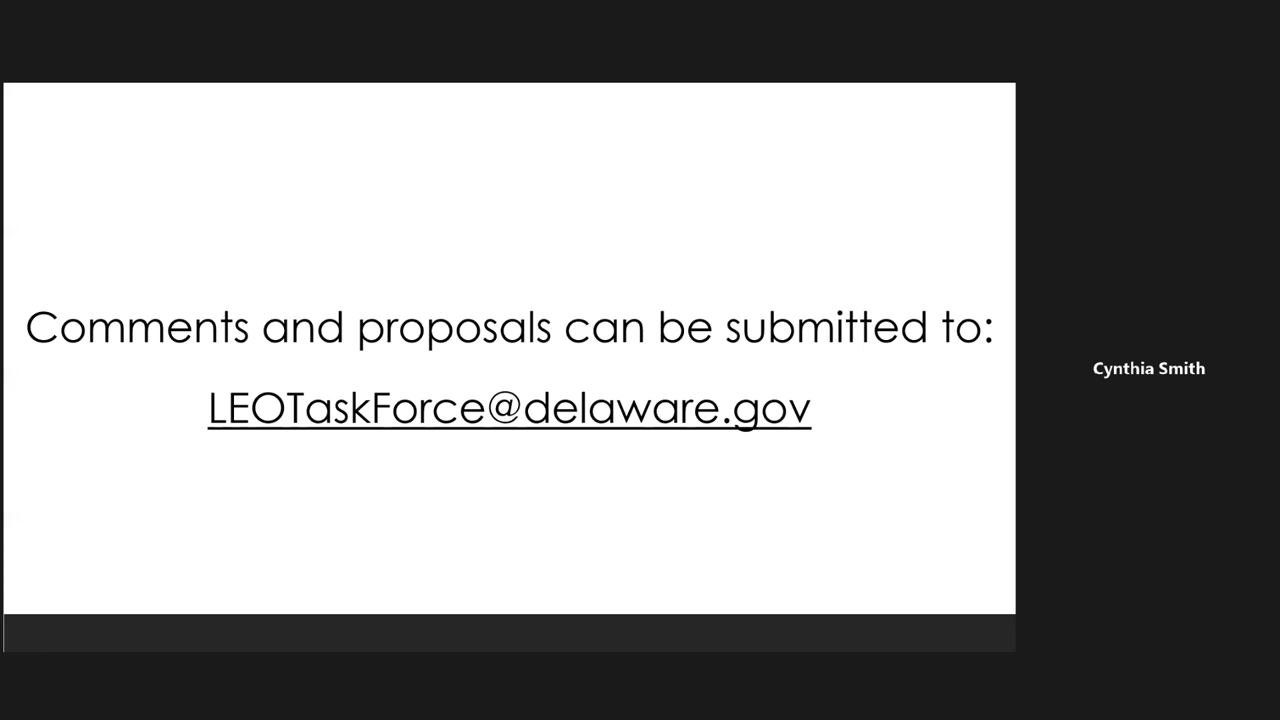 Comments and proposals can be submitted to:
LEOTaskForce@delaware.gov
Cynthia Smith